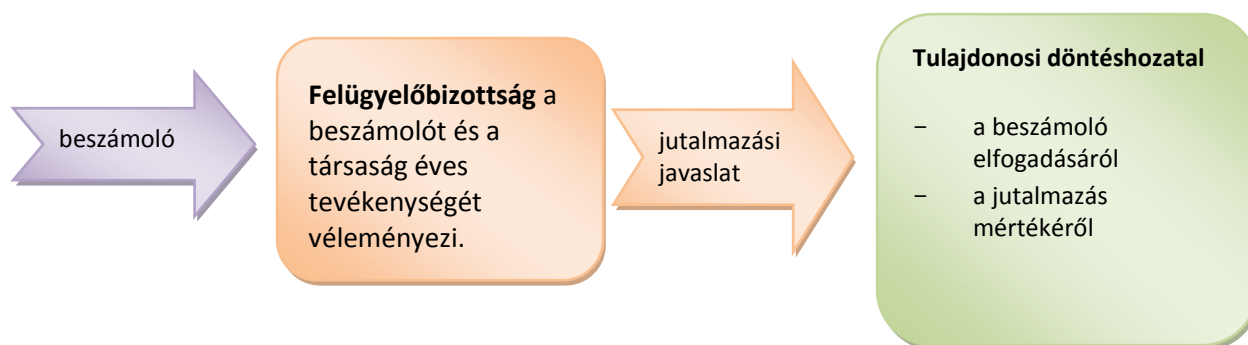 beszámoló
Felügyelőbizottság a
beszámolót és a
társaság éves
tevékenységét
véleményezi.
jutalmazási
javaslat
Tulajdonosi döntéshozatal
– a beszámoló
elfogadásáról
– a jutalmazás
mértékéről